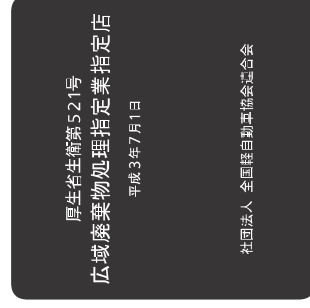 厚生省生衛第521号
広域廃棄物処理指定業指定店
平成3年7月1日
社団法人 全国軽自動車協会連合会